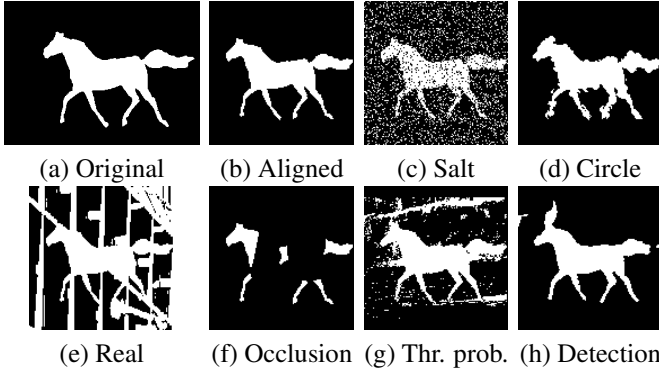 (a) Original (b) Aligned (c) Salt (d) Circle
(e) Real (f) Occlusion (g) Thr. prob. (h) Detection